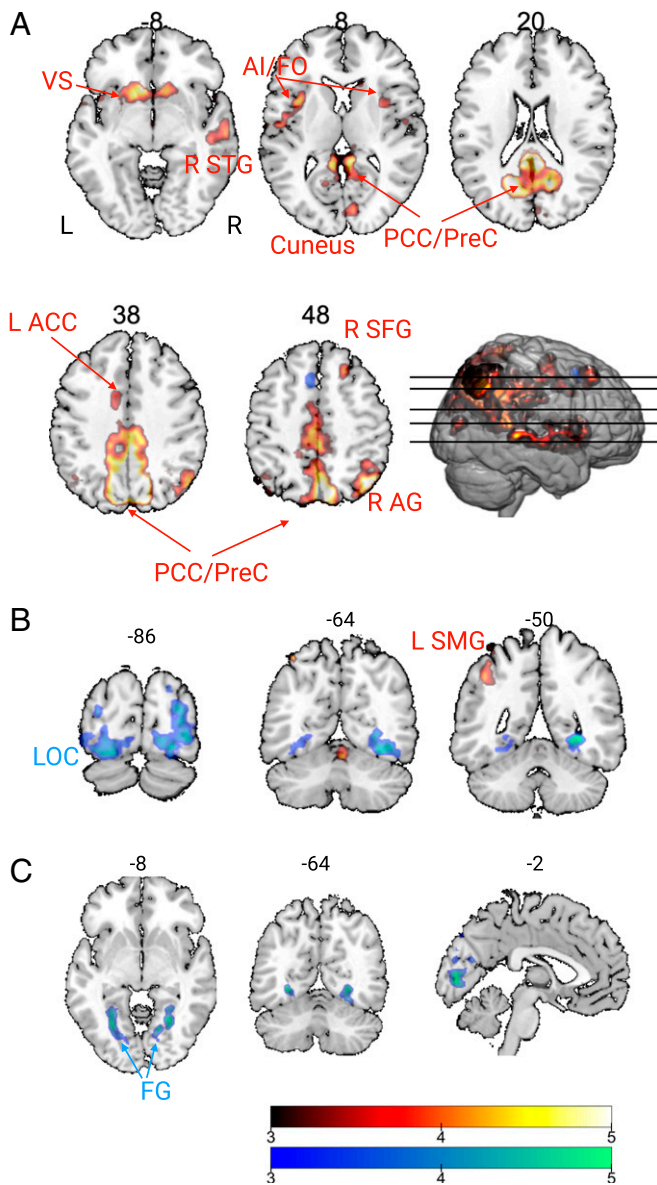 A
-8
8
20
VS
AI/FO
R STG
L
R
Cuneus
PCC/PreC
38
48
L ACC
R SFG
R AG
PCC/PreC
B
-86
-64
-50
L SMG
LOC
C
-8
-64
-2
FG
3 4 5
3 4 5